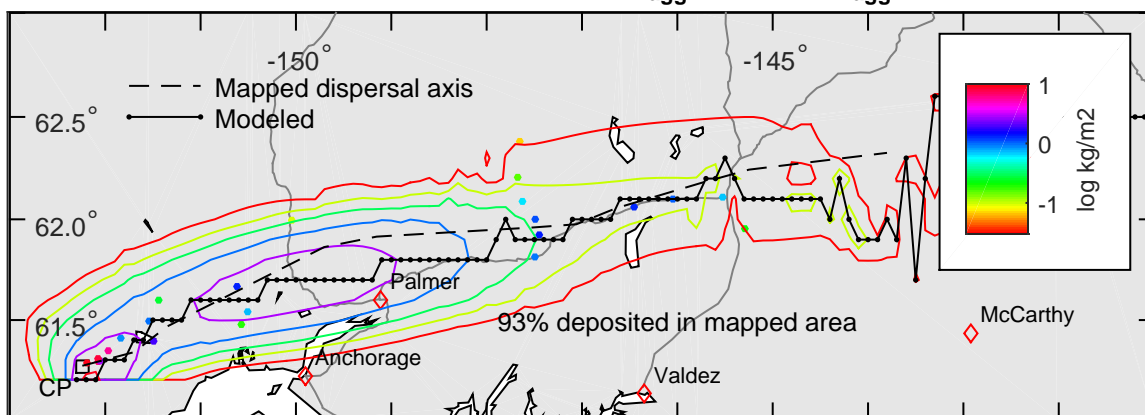 -150° -145°
Mapped dispersal axis
Modeled
62.5°
62.0°
61.5°
1
0
-1
log kg/m2
Palmer
93% deposited in mapped area
McCarthy
Anchorage
Valdez
CP